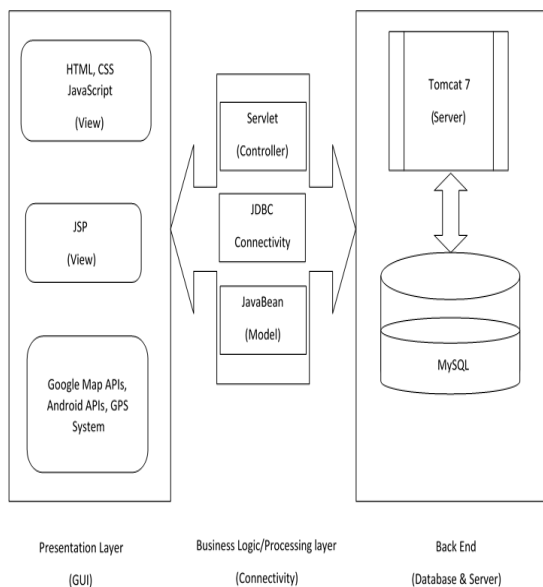 HTML, CSS
JavaScript
(View)
JSP
(View)
Google Map APIs,
Android APIs, GPS
System
Servlet
(Controller)
JDBC
Connectivity
JavaBean
(Model)
Tomcat 7
(Server)
MySQL
Presentation Layer
(GUI)
Business Logic/Processing layer
(Connectivity)
Back End
(Database & Server)